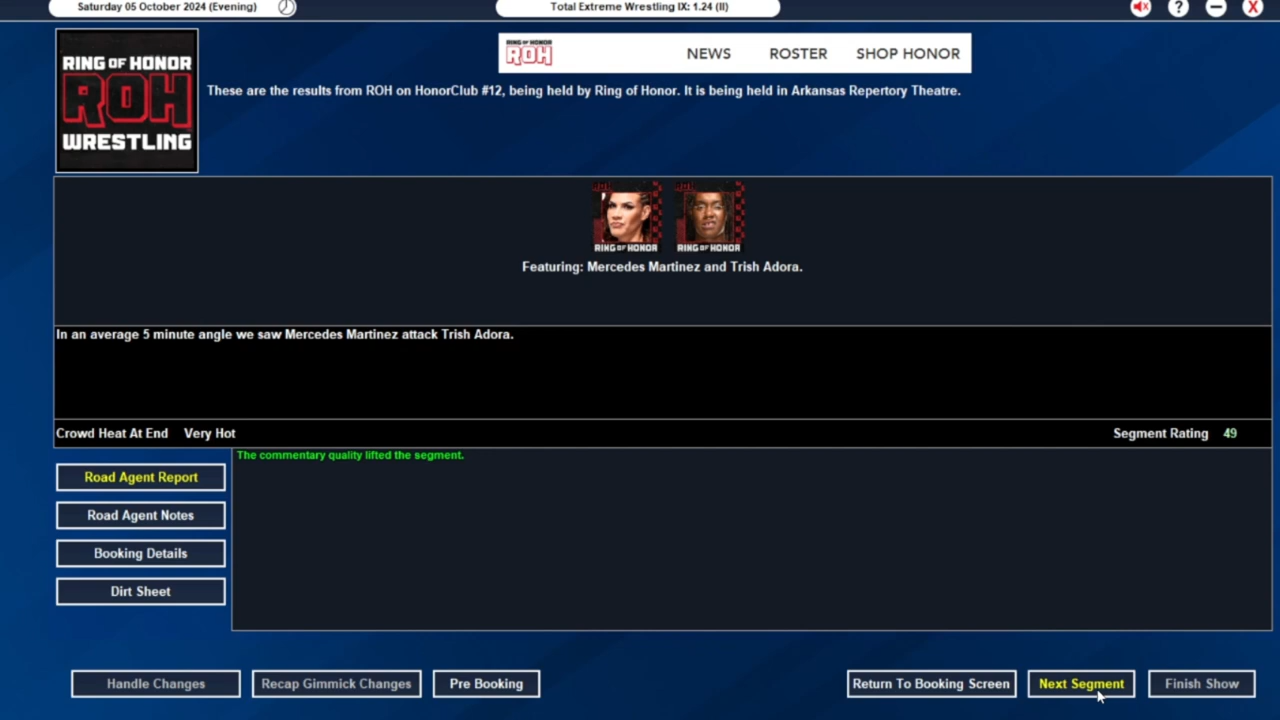 Saturday 05 October 2024 (Evening)
Total Extreme Wrestling IX: 1.24 (II)
? X
RING OF HONOR
ROH
WRESTLING
RING OF HONOR
ROH
NEWS ROSTER SHOP HONOR
These are the results from ROH on HonorClub #12, being held by Ring of Honor. It is being held in Arkansas Repertory Theatre.
ROH ROH
RING OF HONOR RING OF HONOR
Featuring: Mercedes Martinez and Trish Adora.
In an average 5 minute angle we saw Mercedes Martinez attack Trish Adora.
Crowd Heat At End Very Hot
Segment Rating 49
The commentary quality lifted the segment.
Road Agent Report
Road Agent Notes
Booking Details
Dirt Sheet
Handle Changes
Recap Gimmick Changes
Pre Booking
Return To Booking Screen
Next Segment
Finish Show